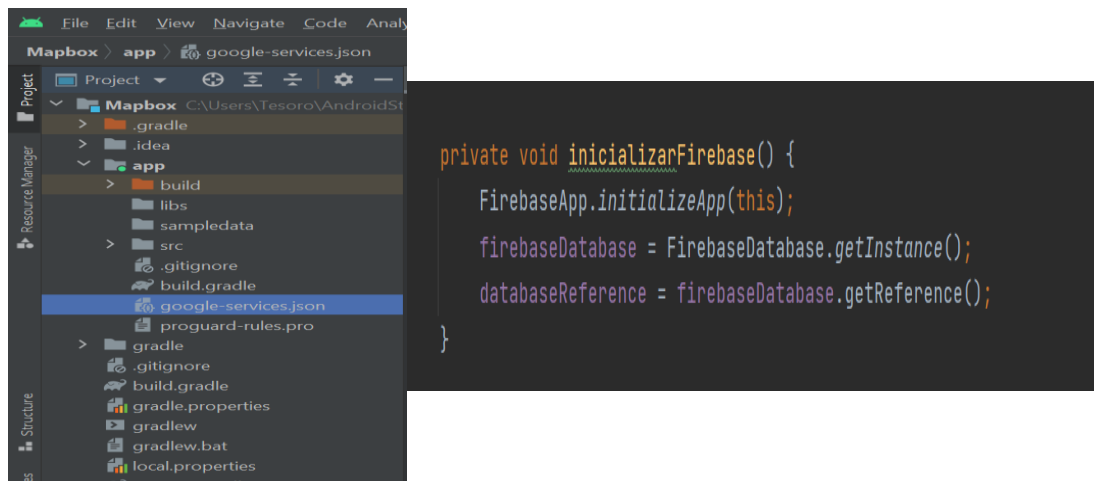 File Edit View Navigate Code Analy
Mapbox app google-services.json
Project
Mapbox C:\Users\Tesoro\AndroidSt
.gradle
.idea
app
build
libs
sampledata
src
.gitignore
build.gradle
google-services.json
proguard-rules.pro
gradle
.gitignore
build.gradle
gradle.properties
gradlew
gradlew.bat
local.properties
Project
Resource Manager
Structure
private void inicializarFirebase() {
FirebaseApp.initializeApp(this);
firebaseDatabase = FirebaseDatabase.getInstance();
databaseReference = firebaseDatabase.getReference();
}